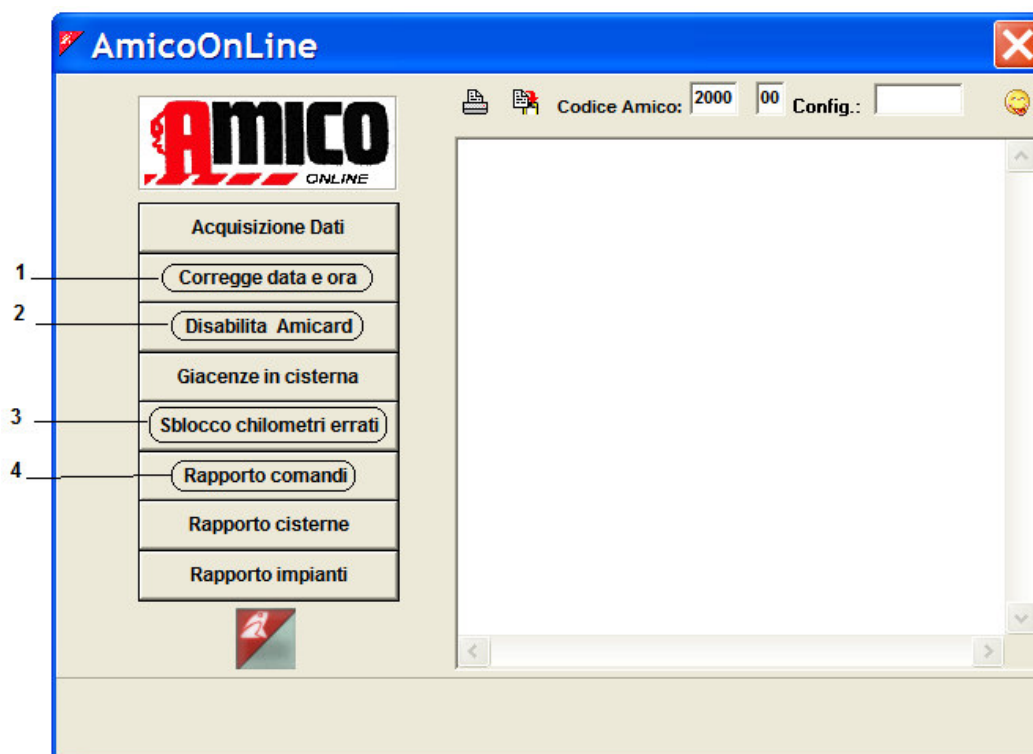 AmicoOnLine
AMICO
ONLINE
Codice Amico: 2000 00 Config.:
Acquisizione Dati
1 Corregge data e ora
2 Disabilita Amicard
Giacenze in cisterna
3 Sblocco chilometri errati
4 Rapporto comandi
Rapporto cisterne
Rapporto impianti